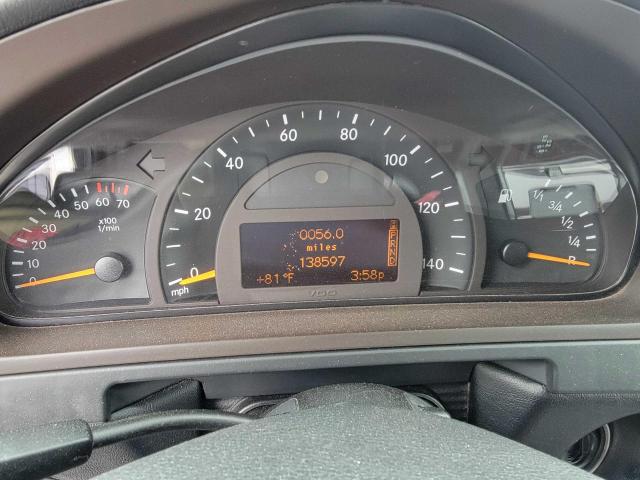 20 40 60 80 100 120 140
0
mph
0 10 20 30 40 50 60 70
x100
1/min
0056.0
miles
138597
+81°F 3:58p
VDO
1/1 3/4 1/2 1/4 R